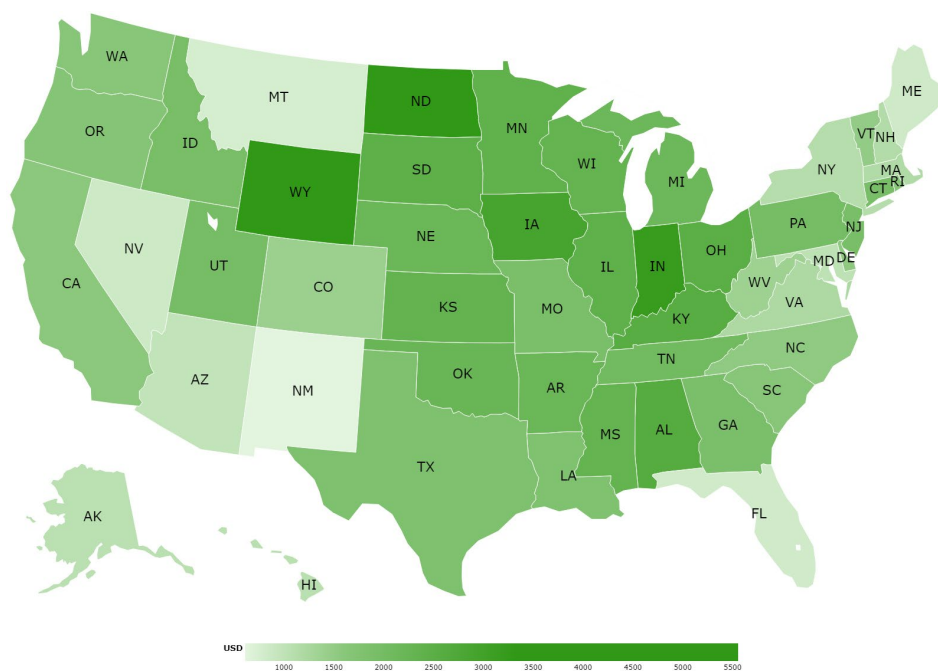 ME
WA
MT
ND
VT
NH
OR
MN
ID
WI
NY
MA
SD
MI
CT
RI
WY
IA
PA
NJ
NE
NV
OH
DE
UT
IL
IN
MD
CO
WV
CA
VA
KS
MO
KY
NC
TN
AZ
OK
AR
NM
SC
GA
MS
AL
TX
LA
FL
AK
HI
USD
1000 1500 2000 2500 3000 3500 4000 4500 5000 5500